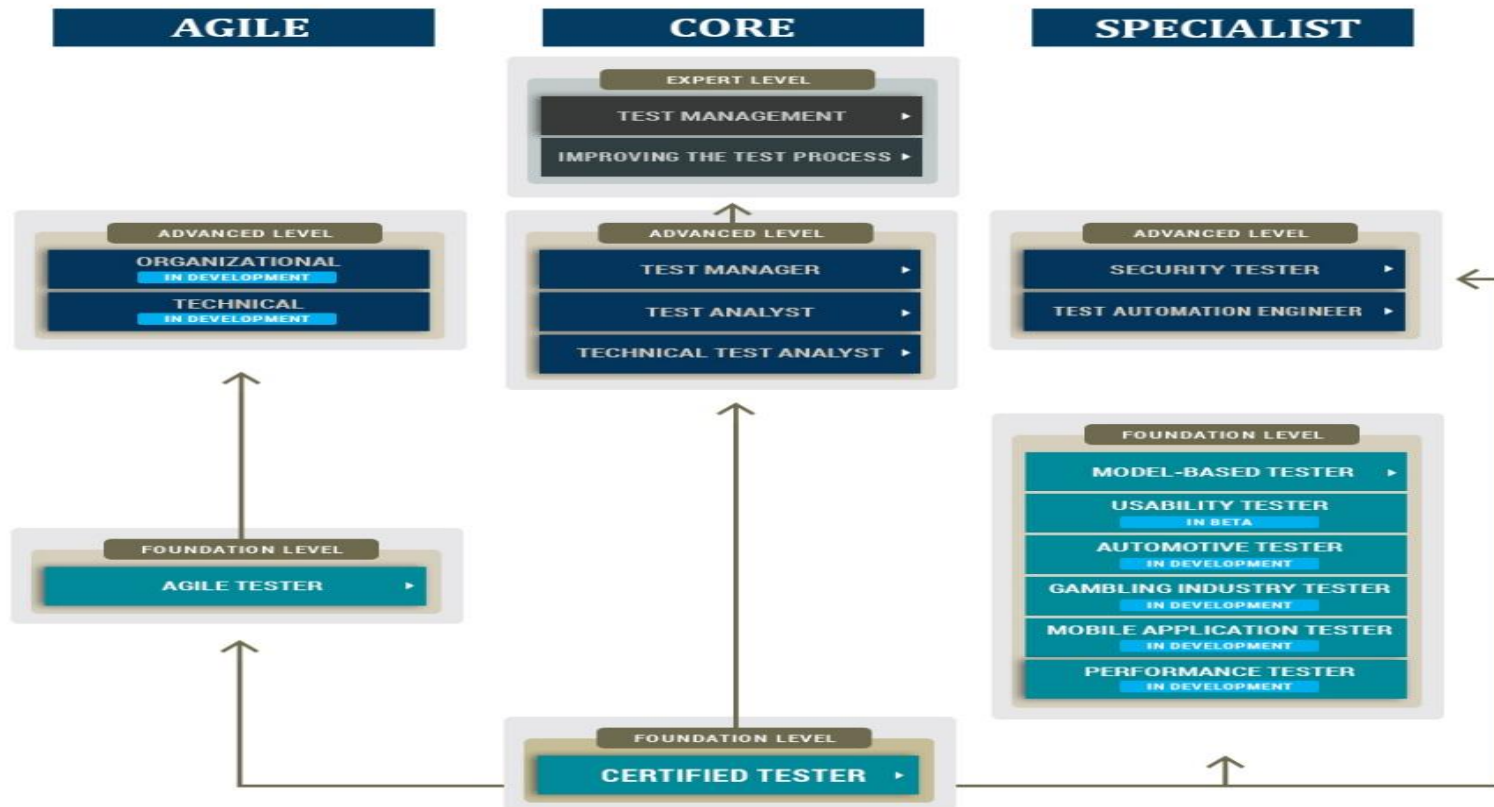 AGILE
CORE
SPECIALIST
EXPERT LEVEL
TEST MANAGEMENT
IMPROVING THE TEST PROCESS
ADVANCED LEVEL
ORGANIZATIONAL
IN DEVELOPMENT
TECHNICAL
IN DEVELOPMENT
ADVANCED LEVEL
TEST MANAGER
TEST ANALYST
TECHNICAL TEST ANALYST
ADVANCED LEVEL
SECURITY TESTER
TEST AUTOMATION ENGINEER
FOUNDATION LEVEL
AGILE TESTER
FOUNDATION LEVEL
MODEL-BASED TESTER
USABILITY TESTER
IN BETA
AUTOMOTIVE TESTER
IN DEVELOPMENT
GAMBLING INDUSTRY TESTER
IN DEVELOPMENT
MOBILE APPLICATION TESTER
IN DEVELOPMENT
PERFORMANCE TESTER
IN DEVELOPMENT
FOUNDATION LEVEL
CERTIFIED TESTER